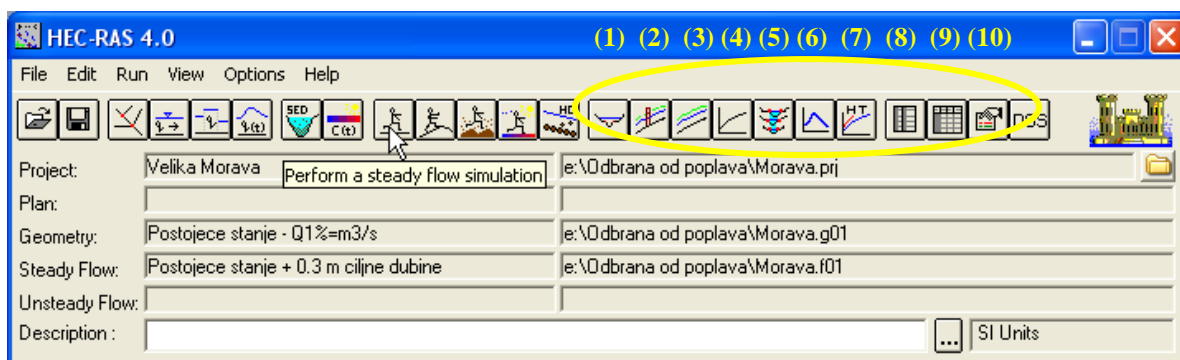 HEC-RAS 4.0 (1) (2) (3) (4) (5) (6) (7) (8) (9) (10)
File Edit Run View Options Help
SED C(t) HD HT DSS
Project: Velika Morava e:\Odbrana od poplava\Morava.prj
Perform a steady flow simulation
Plan:
Geometry: Postojece stanje - Q1%=m3/s e:\Odbrana od poplava\Morava.g01
Steady Flow: Postojece stanje + 0.3 m ciljne dubine e:\Odbrana od poplava\Morava.f01
Unsteady Flow:
Description : ... SI Units